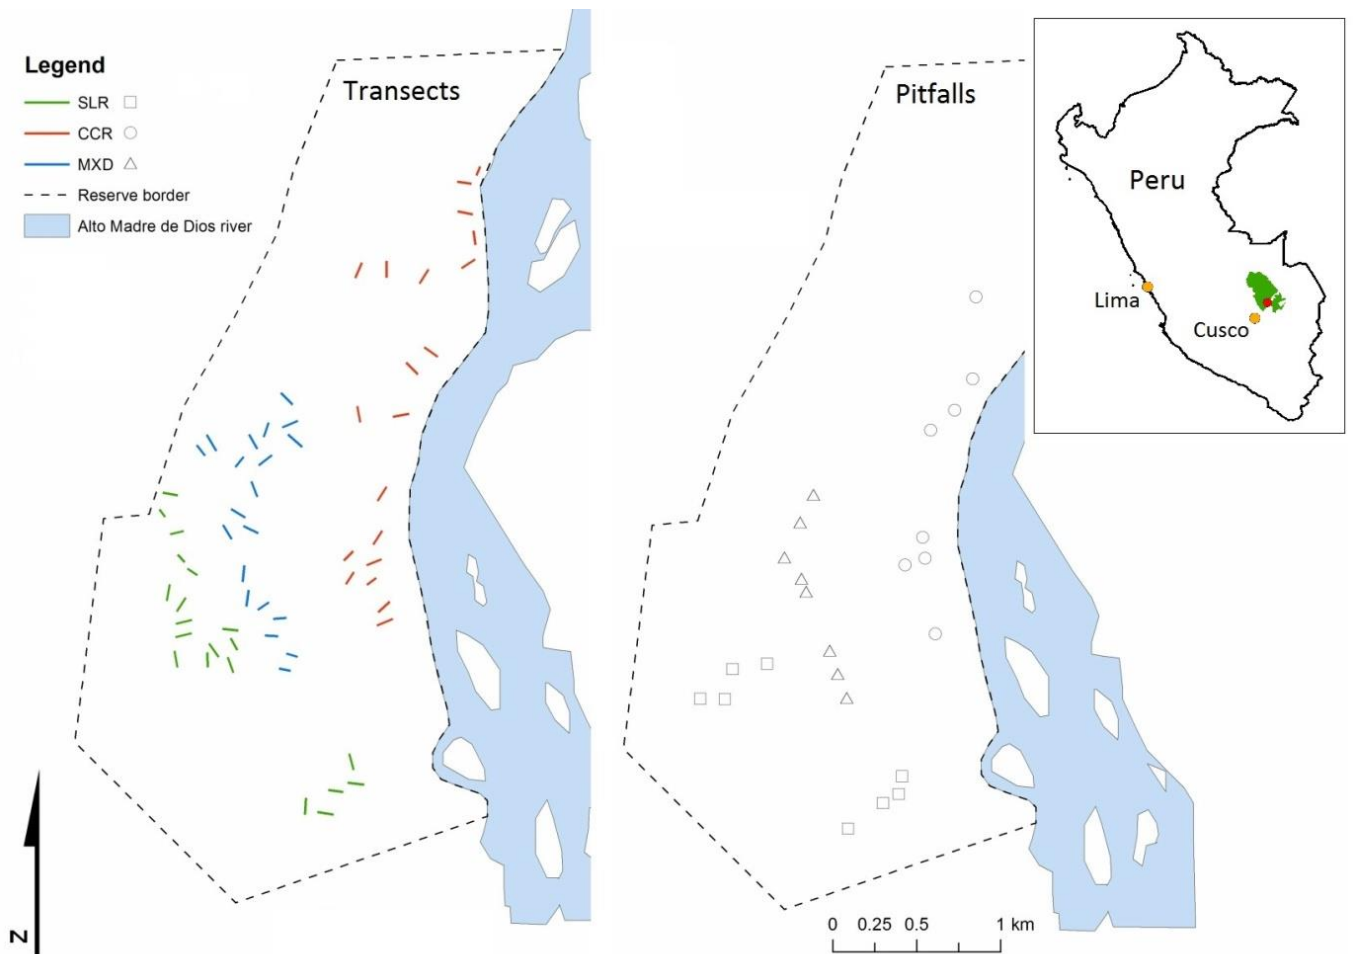 Legend
SLR
CCR
MXD
Reserve border
Alto Madre de Dios river
Transects
Pitfalls
Peru
Lima
Cusco
N
0 0.25 0.5 1 km